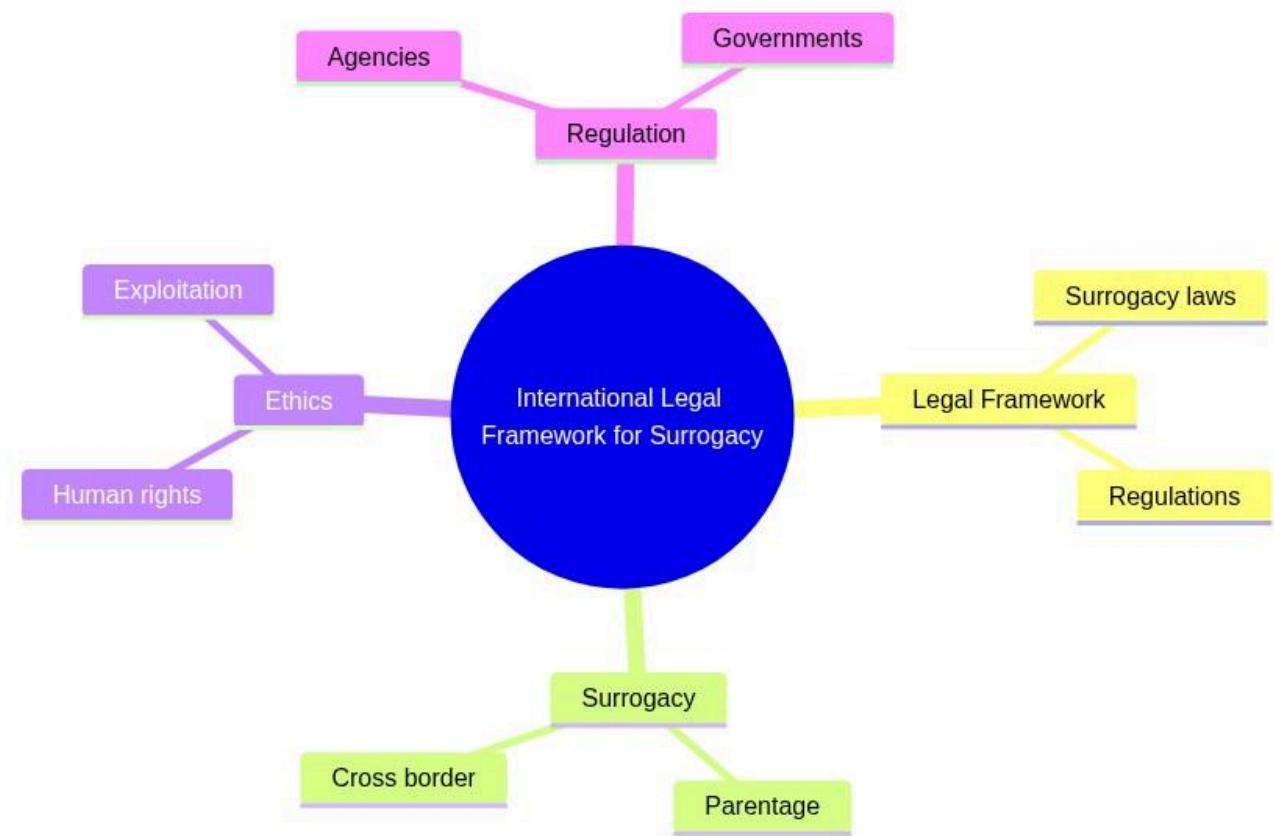 Governments
Agencies
Regulation
Exploitation
Surrogacy laws
Ethics
International Legal
Framework for Surrogacy
Legal Framework
Human rights
Regulations
Surrogacy
Cross border
Parentage